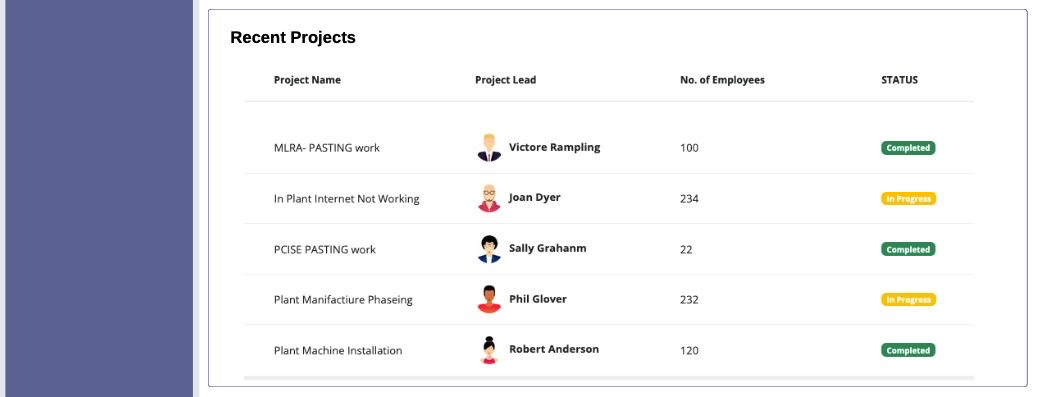 Recent Projects
Project Name Project Lead No. of Employees STATUS
MLRA- PASTING work Victore Rampling 100 Completed
In Plant Internet Not Working Joan Dyer 234 In Progress
PCISE PASTING work Sally Grahanm 22 Completed
Plant Manifactiure Phaseing Phil Glover 232 In Progress
Plant Machine Installation Robert Anderson 120 Completed